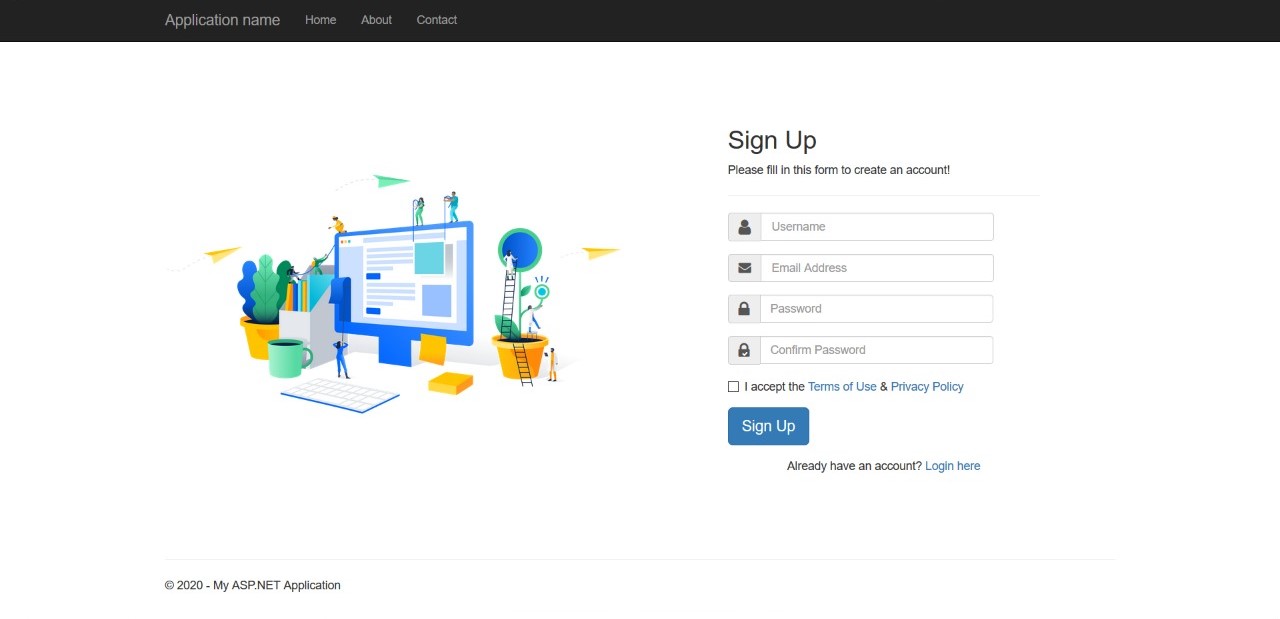 Application name Home About Contact
Sign Up
Please fill in this form to create an account!
Username
Email Address
Password
Confirm Password
I accept the Terms of Use & Privacy Policy
Sign Up
Already have an account? Login here
© 2020 - My ASP.NET Application